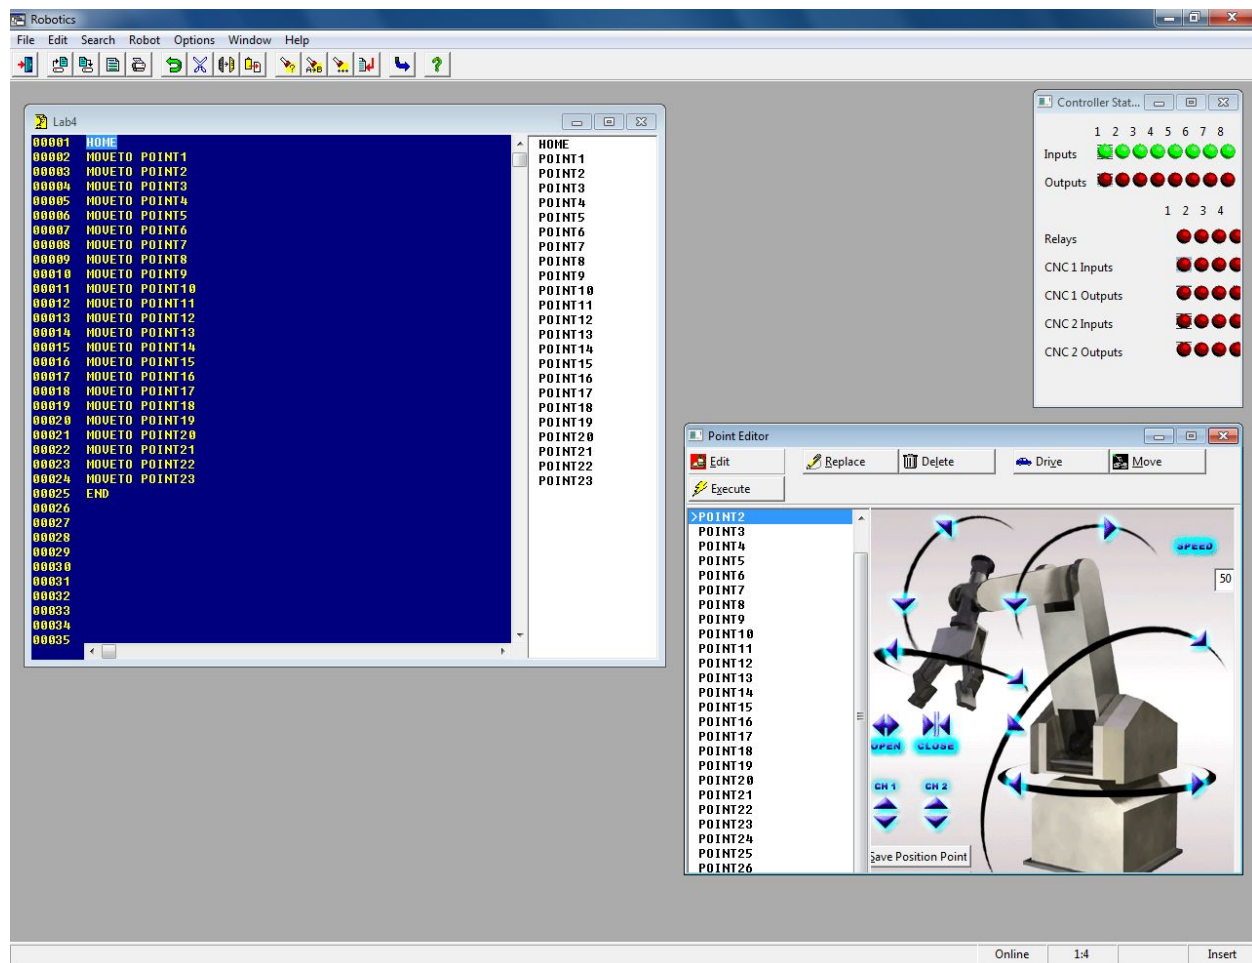 Robotics
File Edit Search Robot Options Window Help
Lab4
00001 HOME
00002 MOVETO POINT1
00003 MOVETO POINT2
00004 MOVETO POINT3
00005 MOVETO POINT4
00006 MOVETO POINT5
00007 MOVETO POINT6
00008 MOVETO POINT7
00009 MOVETO POINT8
00010 MOVETO POINT9
00011 MOVETO POINT10
00012 MOVETO POINT11
00013 MOVETO POINT12
00014 MOVETO POINT13
00015 MOVETO POINT14
00016 MOVETO POINT15
00017 MOVETO POINT16
00018 MOVETO POINT17
00019 MOVETO POINT18
00020 MOVETO POINT19
00021 MOVETO POINT20
00022 MOVETO POINT21
00023 MOVETO POINT22
00024 MOVETO POINT23
00025 END
00026
00027
00028
00029
00030
00031
00032
00033
00034
00035
HOME
POINT1
POINT2
POINT3
POINT4
POINT5
POINT6
POINT7
POINT8
POINT9
POINT10
POINT11
POINT12
POINT13
POINT14
POINT15
POINT16
POINT17
POINT18
POINT19
POINT20
POINT21
POINT22
POINT23
Controller Stat...
1 2 3 4 5 6 7 8
Inputs
Outputs
1 2 3 4
Relays
CNC 1 Inputs
CNC 1 Outputs
CNC 2 Inputs
CNC 2 Outputs
Point Editor
Edit Replace Delete Drive Move
Execute
>POINT2
POINT3
POINT4
POINT5
POINT6
POINT7
POINT8
POINT9
POINT10
POINT11
POINT12
POINT13
POINT14
POINT15
POINT16
POINT17
POINT18
POINT19
POINT20
POINT21
POINT22
POINT23
POINT24
POINT25
POINT26
SPEED
50
OPEN CLOSE
CH 1 CH 2
Save Position Point
Online 1:4 Insert